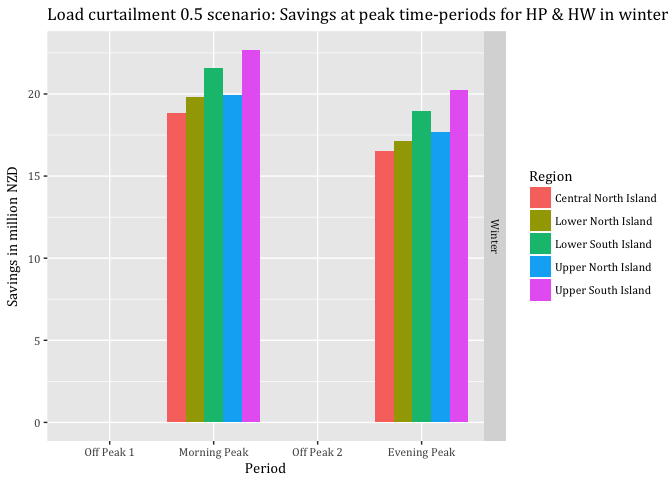 Load curtailment 0.5 scenario: Savings at peak time-periods for HP & HW in winter
Savings in million NZD
20
15
10
5
0
Off Peak 1
Morning Peak
Off Peak 2
Evening Peak
Period
Winter
Region
Central North Island
Lower North Island
Lower South Island
Upper North Island
Upper South Island